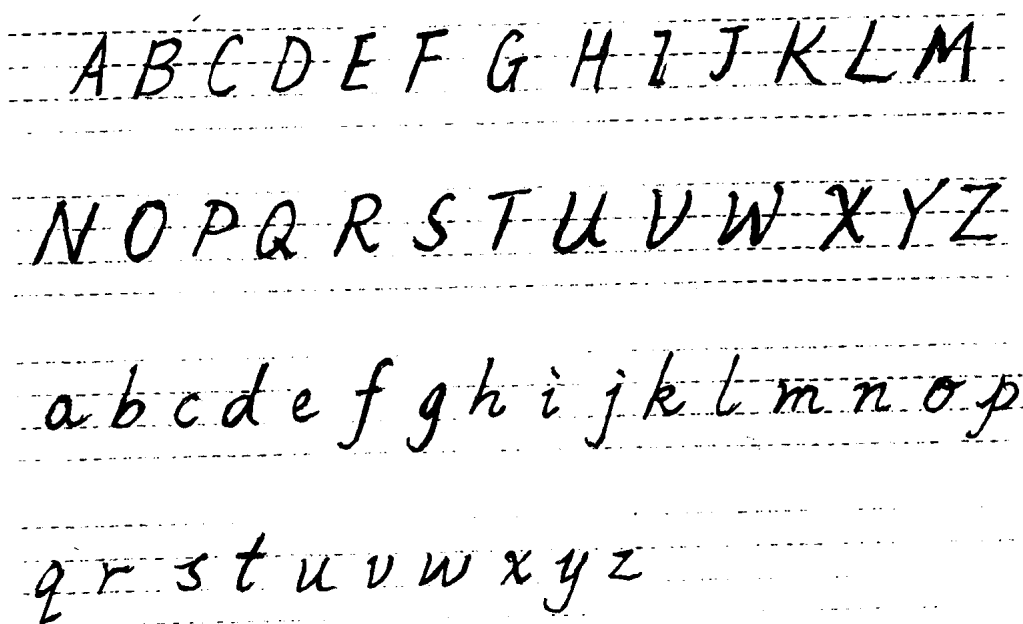 A B C D E F G H I J K L M
N O P Q R S T U V W X Y Z
a b c d e f g h i j k l m n o p
q r s t u v w x y z